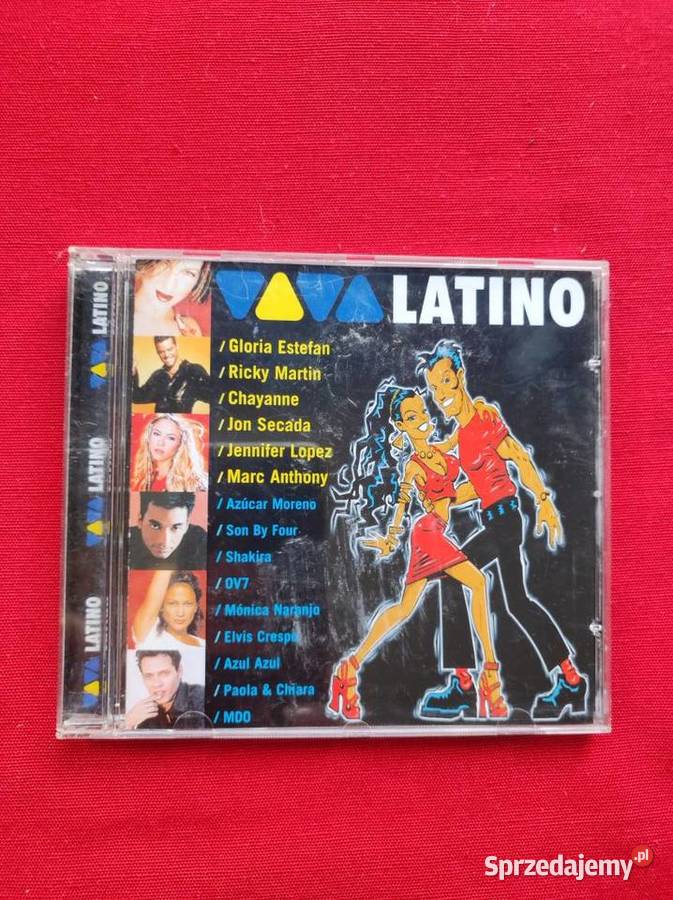 VIVA LATINO
/ Gloria Estefan
/ Ricky Martin
/ Chayanne
/ Jon Secada
/ Jennifer Lopez
/ Marc Anthony
/ Azúcar Moreno
/ Son By Four
/ Shakira
/ OV7
/ Mónica Naranjo
/ Elvis Crespo
/ Azul Azul
/ Paola & Chiara
/ MDO
VIVA LATINO
VIVA LATINO
VIVA LATINO
Sprzedajemy.pl